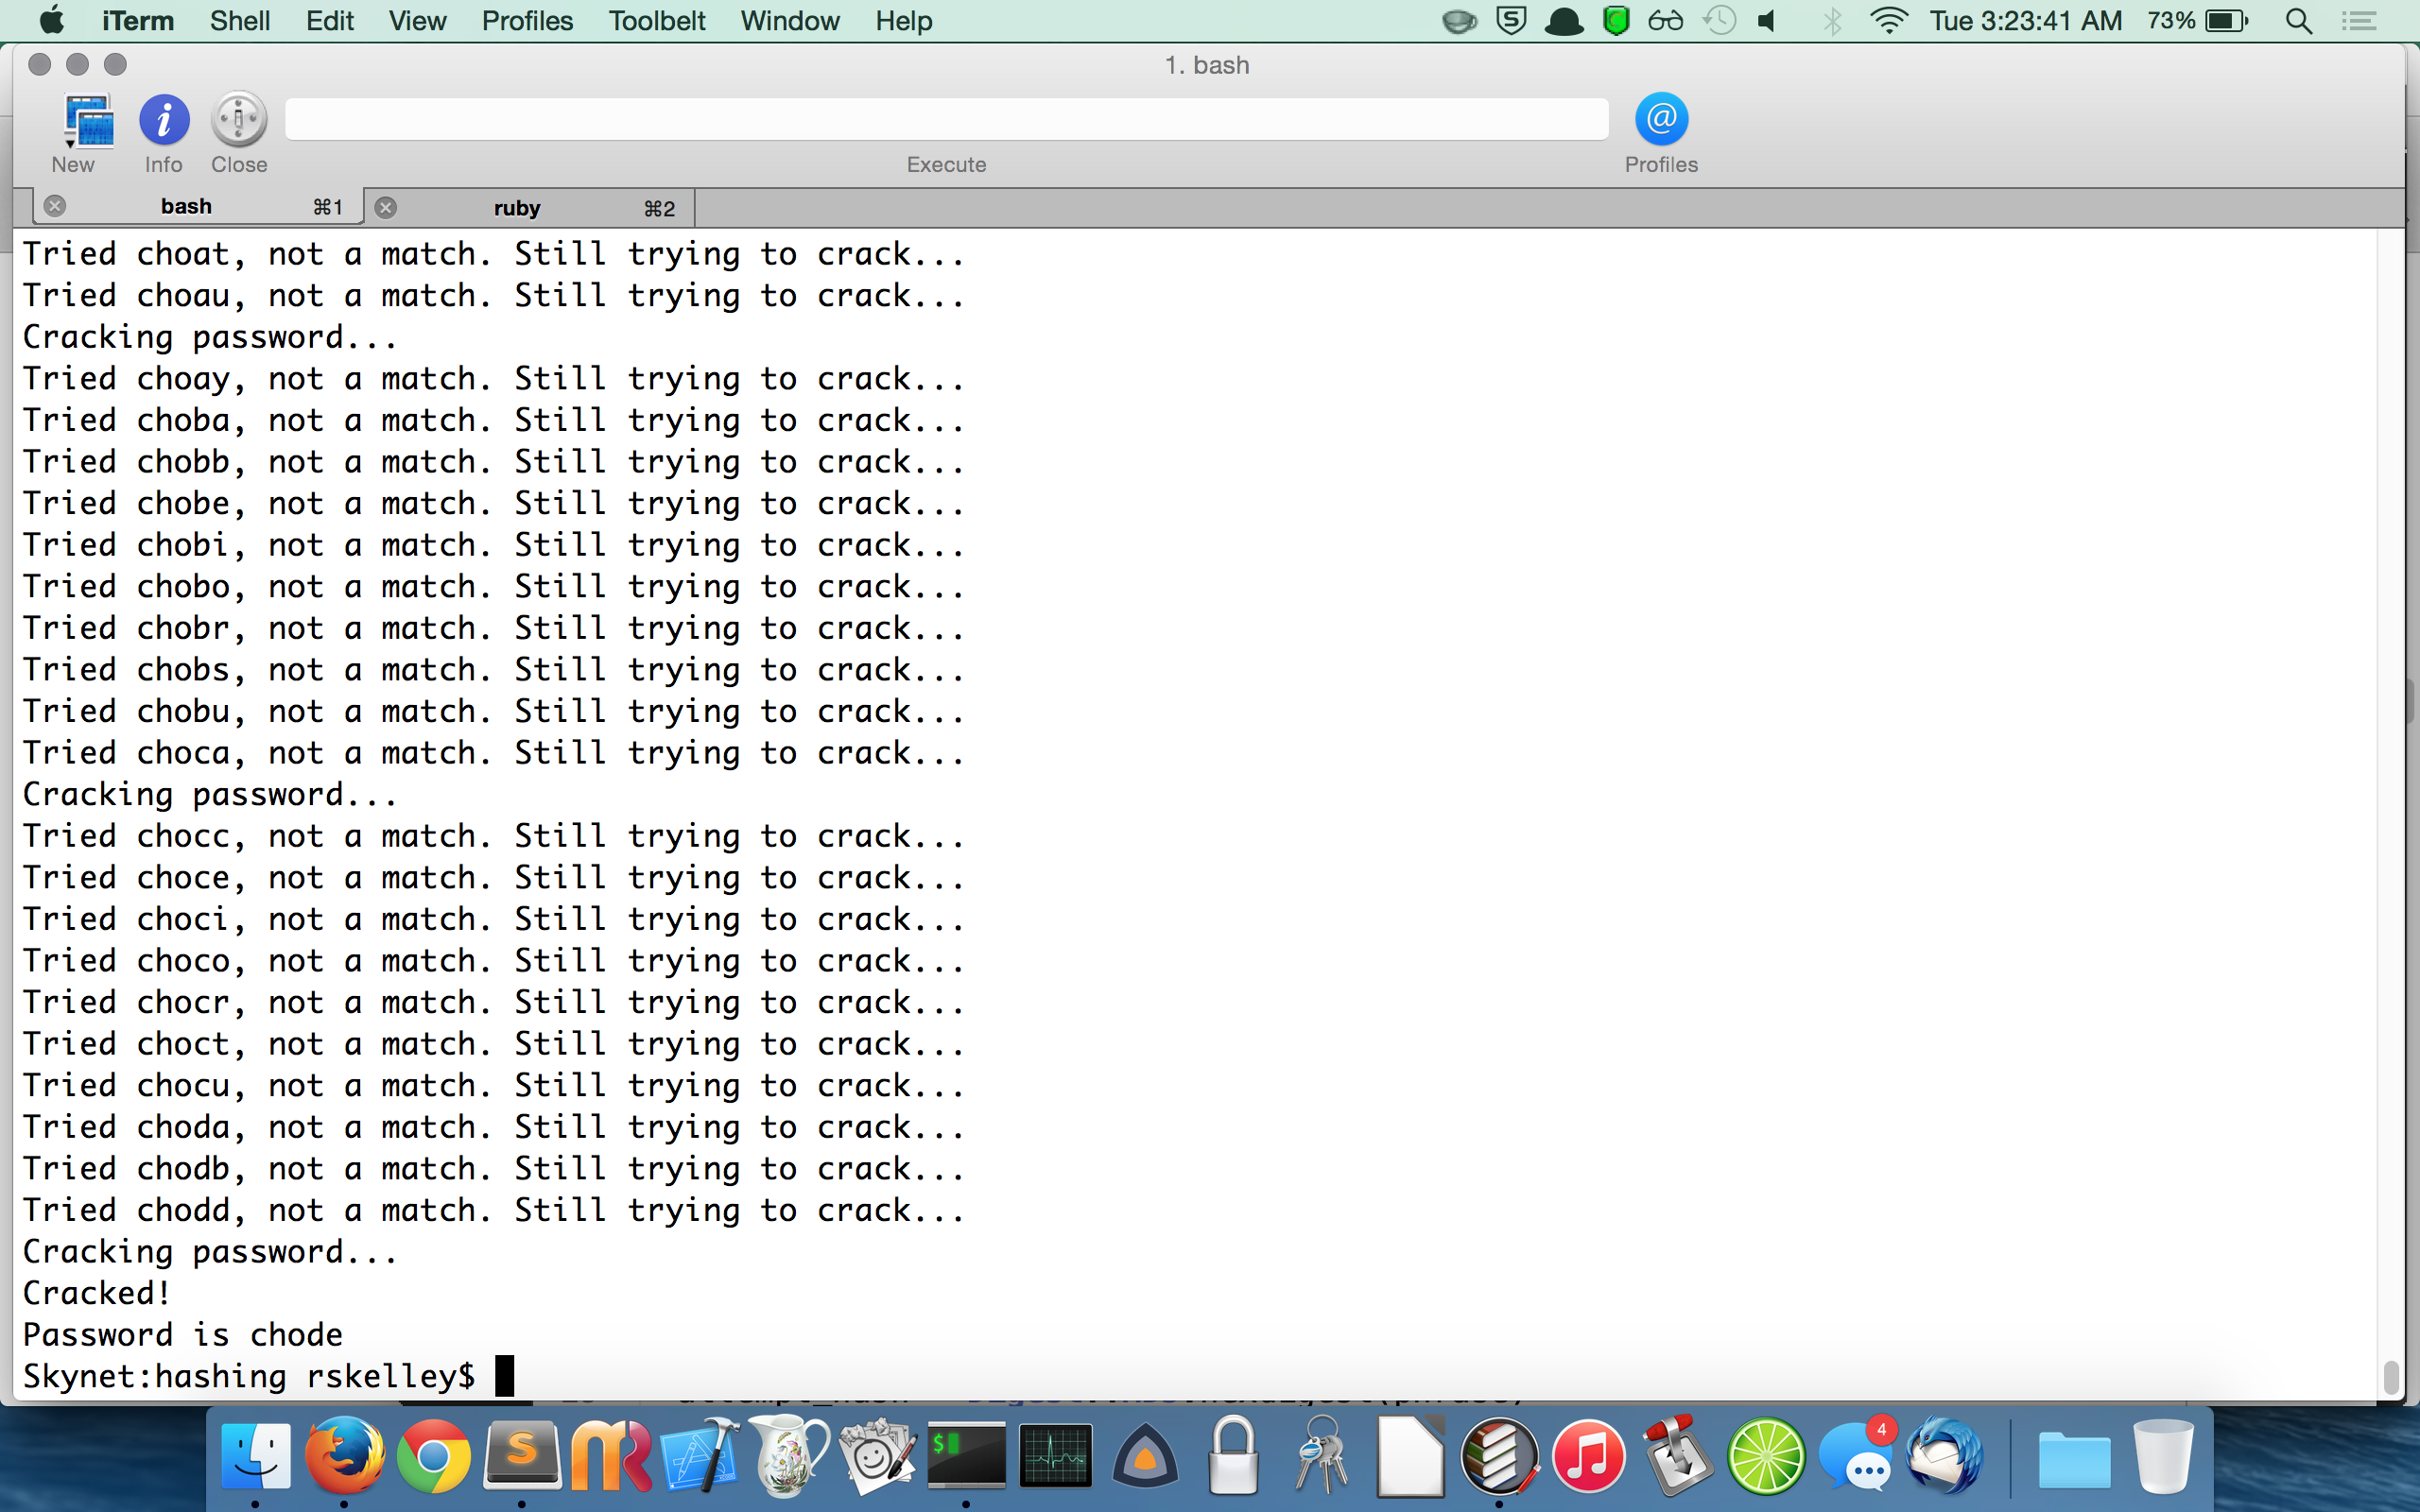 iTerm Shell Edit View Profiles Toolbelt Window Help Tue 3:23:41 AM 73%
1. bash
New Info Close Execute Profiles
bash ⌘1 ruby ⌘2
Tried choat, not a match. Still trying to crack...
Tried choau, not a match. Still trying to crack...
Cracking password...
Tried choay, not a match. Still trying to crack...
Tried choba, not a match. Still trying to crack...
Tried chobb, not a match. Still trying to crack...
Tried chobe, not a match. Still trying to crack...
Tried chobi, not a match. Still trying to crack...
Tried chobo, not a match. Still trying to crack...
Tried chobr, not a match. Still trying to crack...
Tried chobs, not a match. Still trying to crack...
Tried chobu, not a match. Still trying to crack...
Tried choca, not a match. Still trying to crack...
Cracking password...
Tried chocc, not a match. Still trying to crack...
Tried choce, not a match. Still trying to crack...
Tried choci, not a match. Still trying to crack...
Tried choco, not a match. Still trying to crack...
Tried chocr, not a match. Still trying to crack...
Tried choct, not a match. Still trying to crack...
Tried chocu, not a match. Still trying to crack...
Tried choda, not a match. Still trying to crack...
Tried chodb, not a match. Still trying to crack...
Tried chodd, not a match. Still trying to crack...
Cracking password...
Cracked!
Password is chode
Skynet:hashing rskelley$
4